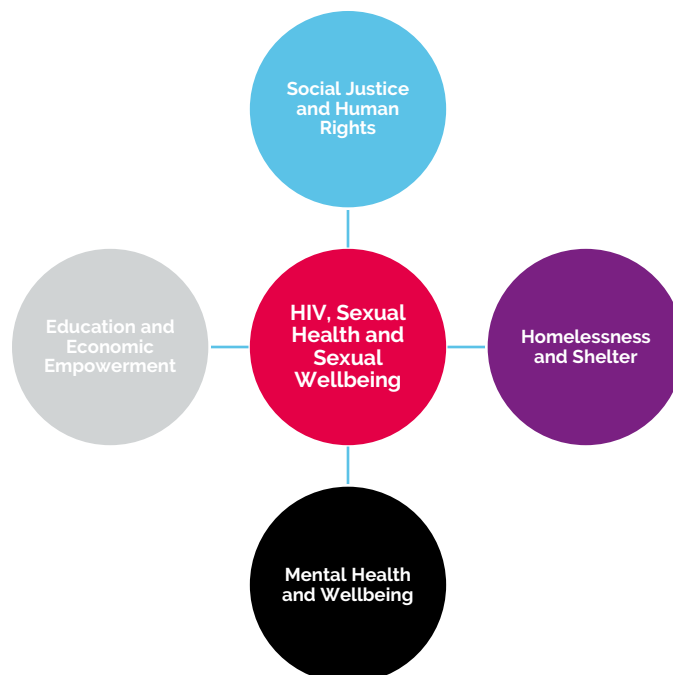 Social Justice
and Human
Rights
Education and
Economic
Empowerment
HIV, Sexual
Health and
Sexual
Wellbeing
Homelessness
and Shelter
Mental Health
and Wellbeing